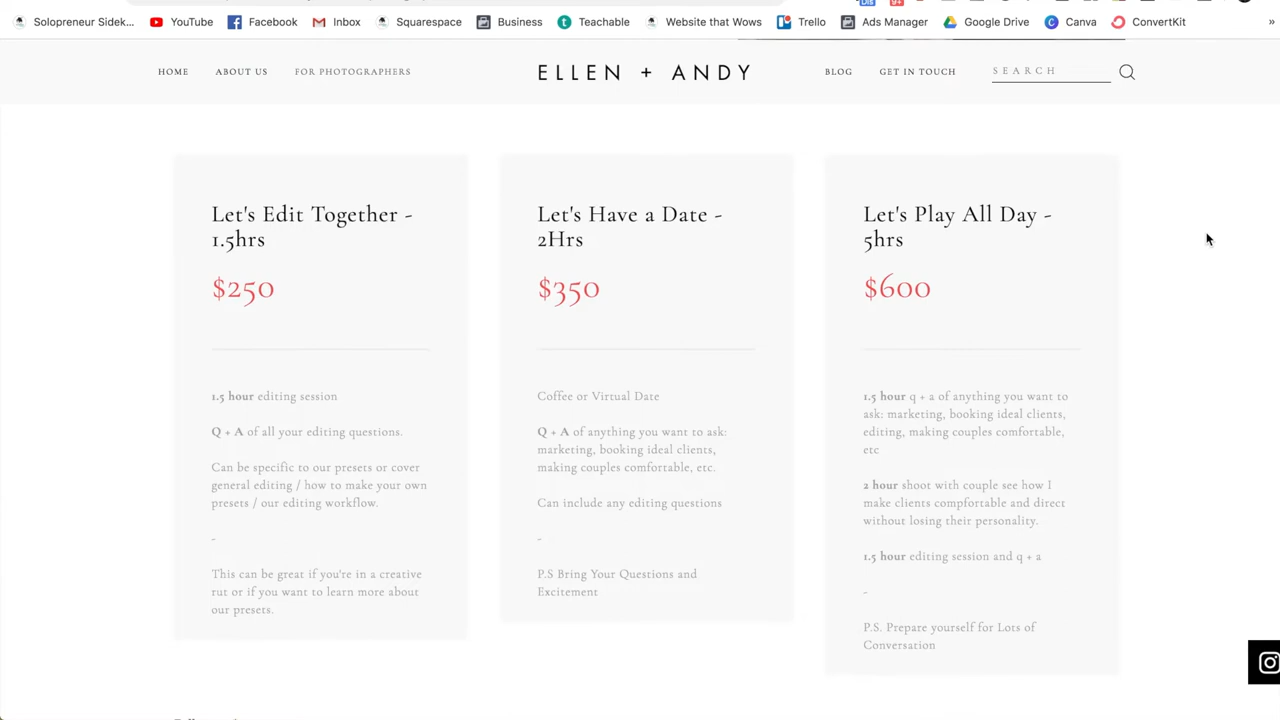 Solopreneur Sidek...
YouTube
Facebook
Inbox
Squarespace
Business
Teachable
Website that Wows
Trello
Ads Manager
Google Drive
Canva
ConvertKit
»
HOME
ABOUT US
FOR PHOTOGRAPHERS
ELLEN + ANDY
BLOG
GET IN TOUCH
SEARCH
Let's Edit Together -
1.5hrs
$250
1.5 hour editing session
Q + A of all your editing questions.
Can be specific to our presets or cover
general editing / how to make your own
presets / our editing workflow.
-
This can be great if you're in a creative
rut or if you want to learn more about
our presets.
Let's Have a Date -
2Hrs
$350
Coffee or Virtual Date
Q + A of anything you want to ask:
marketing, booking ideal clients,
making couples comfortable, etc.
Can include any editing questions
-
P.S Bring Your Questions and
Excitement
Let's Play All Day -
5hrs
$600
1.5 hour q + a of anything you want to
ask: marketing, booking ideal clients,
editing, making couples comfortable,
etc
2 hour shoot with couple see how I
make clients compfortable and direct
without losing their personality.
1.5 hour editing session and q + a
-
P.S. Prepare yourself for Lots of
Conversation